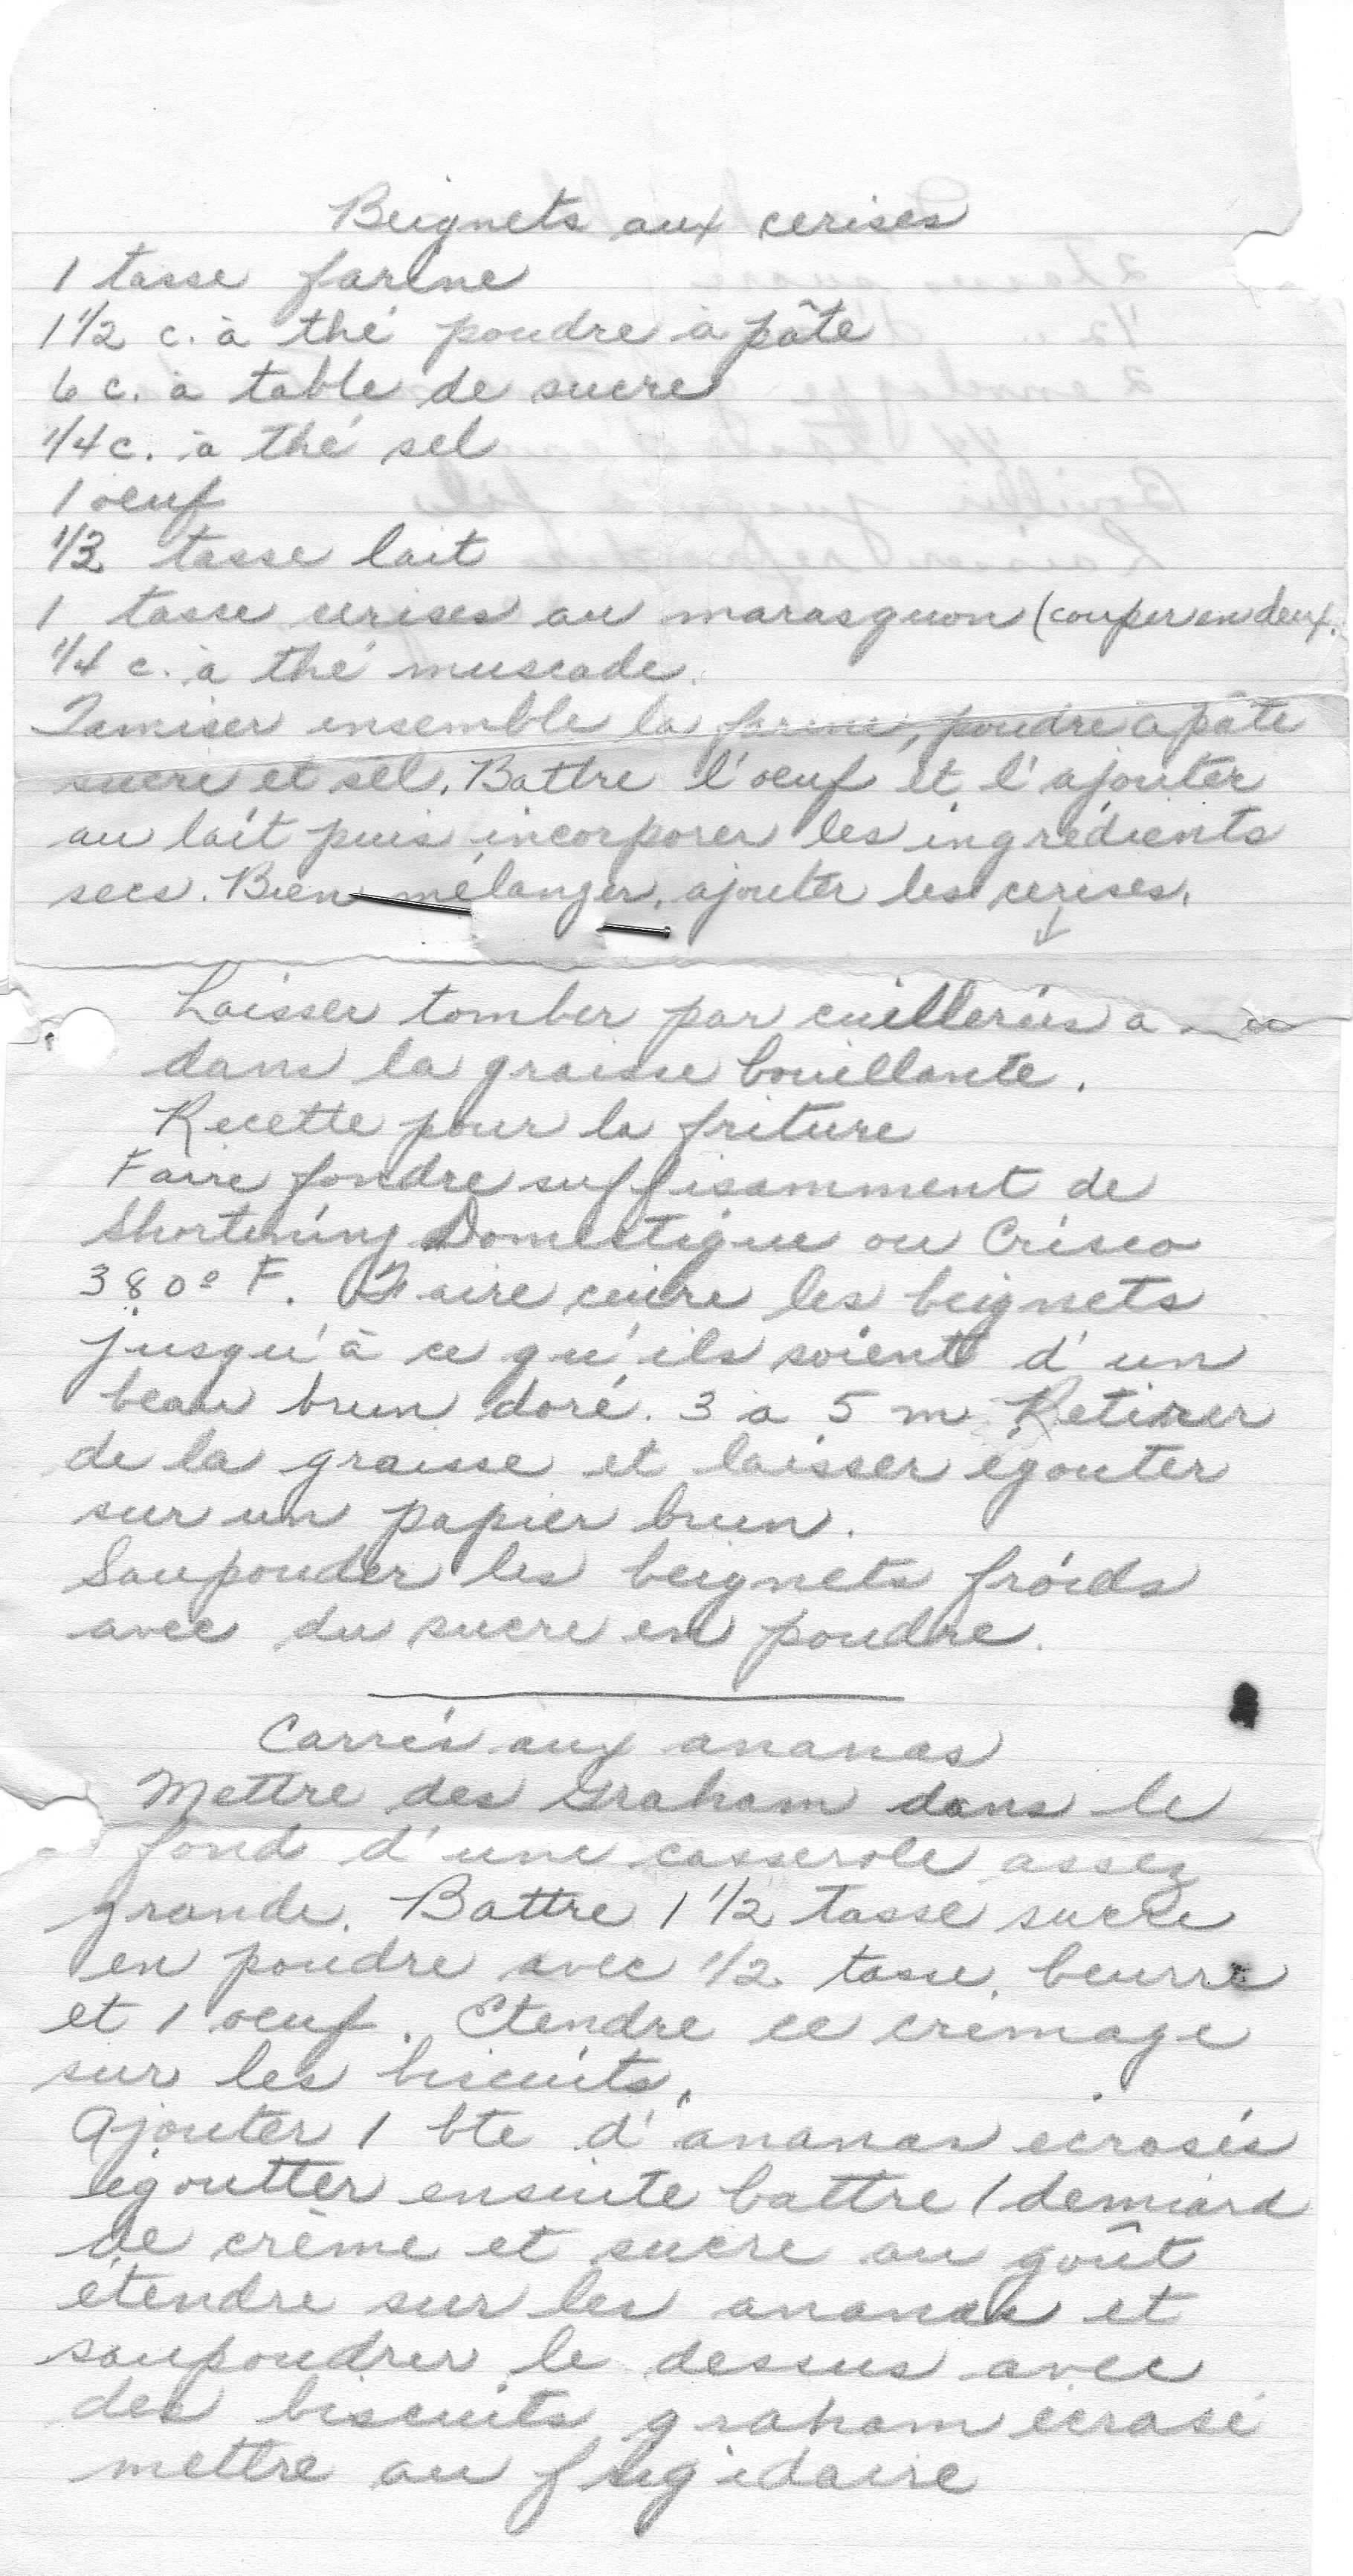 Beignets aux cerises
1 tasse farine
1 1/2 c. à thé poudre à pâte
6 c. à table de sucre
1/4 c. à thé sel
1 oeuf
1/3 tasse lait
1 tasse cerises au marasquon (couper en deux.
1/4 c. à thé muscade.
Tamiser ensemble la farine, poudre à pâte
sucre et sel. Battre l'oeuf et l'ajouter
au lait puis incorporer les ingrédients
secs. Bien mélanger, ajouter les cerises.
Laisser tomber par cuillerées à
dans la graisse bouillante.
Recette pour la friture
Faire fondre suffisamment de
Shortening Domestique ou Crisco
380° F. Faire cuire les beignets
jusqu'à ce qu'ils soient d'un
beau brun doré. 3 à 5 m Retirer
de la graisse et laisser égouter
sur un papier brun.
Saupouder les beignets froids
avec du sucre en poudre.
Carrés aux ananas
Mettre des Graham dans le
fond d'une casserole assez
grande. Battre 1 1/2 tasse sucre
en poudre avec 1/2 tasse beurre
et 1 oeuf. Etendre ce crémage
sur les biscuits.
Ajouter 1 bte d'ananas écrasés
égoutter ensuite battre 1 demiard
de crème et sucre au goût
étendre sur les ananas et
saupoudrer le dessus avec
des biscuits graham écrasé
mettre au frigidaire